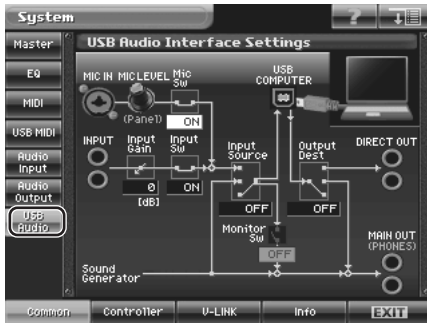 System
?
Master
EQ
MIDI
USB MIDI
Audio
Input
Audio
Output
USB
Audio
USB Audio Interface Settings
MIC IN
MIC LEVEL
Mic
Sw
(Panel)
ON
USB
COMPUTER
INPUT
Input
Gain
0
[dB]
Input
Sw
ON
Input
Source
OFF
Output
Dest
OFF
DIRECT OUT
Monitor
Sw
OFF
MAIN OUT
(PHONES)
Sound
Generator
Common
Controller
V-LINK
Info
EXIT